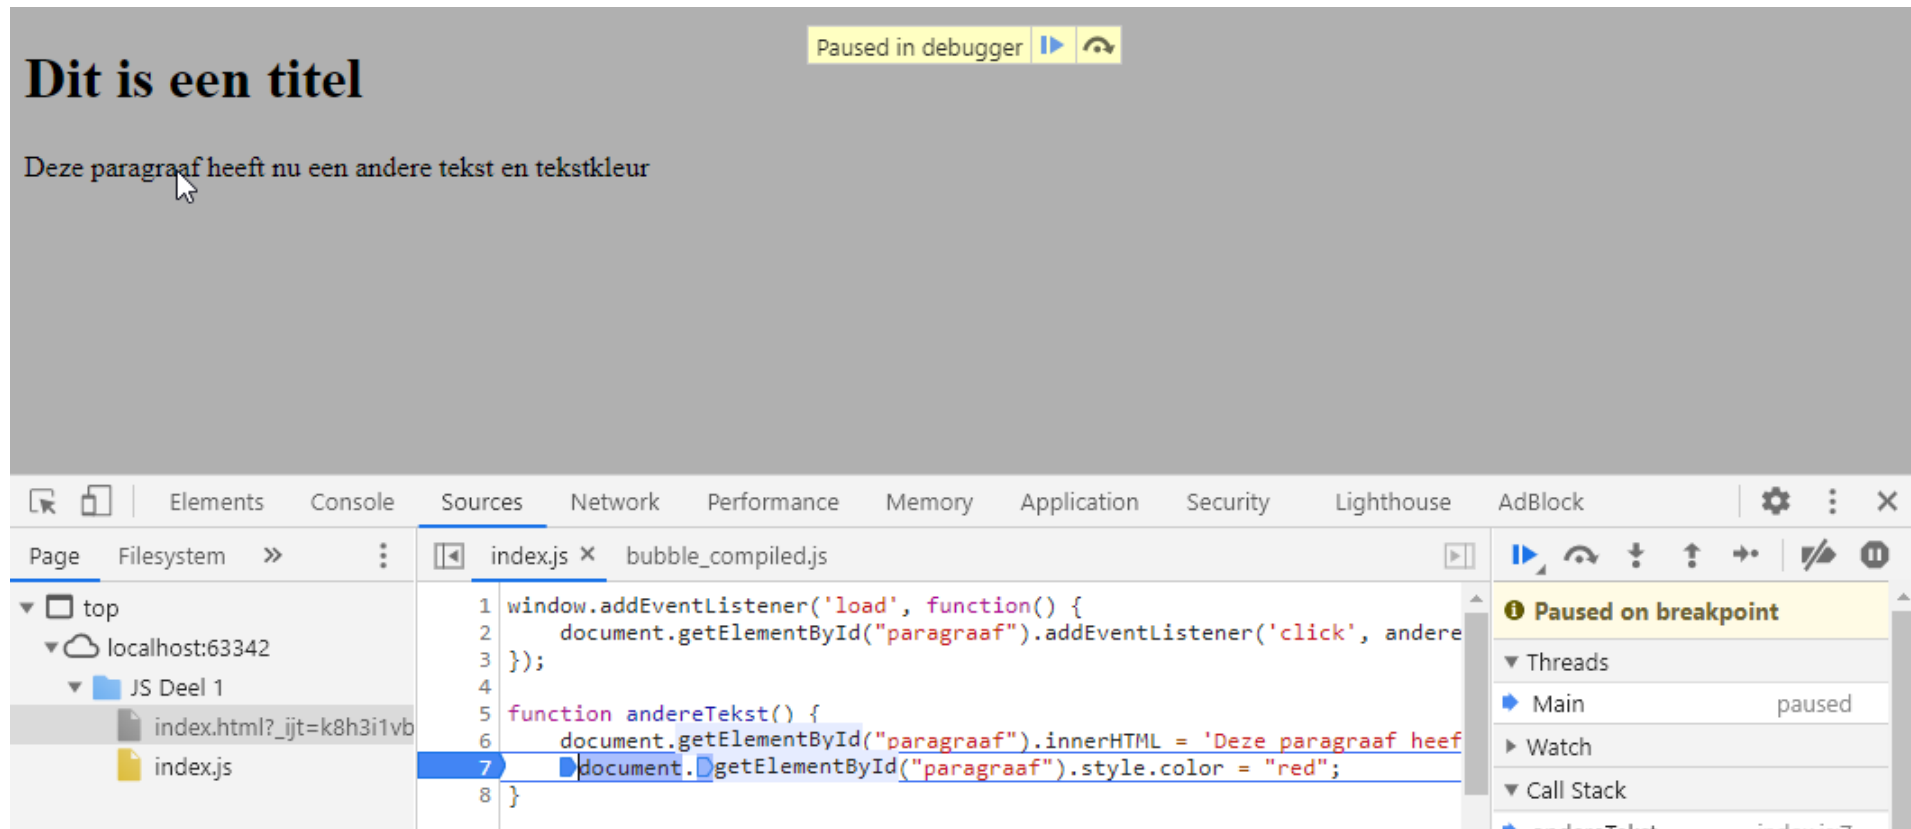 Paused in debugger
Dit is een titel
Deze paragraaf heeft nu een andere tekst en tekstkleur
Elements Console Sources Network Performance Memory Application Security Lighthouse AdBlock
Page Filesystem
index.js × bubble_compiled.js
top
localhost:63342
JS Deel 1
index.html?_ijt=k8h3i1vb
index.js
1 window.addEventListener('load', function() {
2 document.getElementById("paragraaf").addEventListener('click', andere
3 });
4
5 function andereTekst() {
6 document.getElementById("paragraaf").innerHTML = 'Deze paragraaf heef
7 document.getElementById("paragraaf").style.color = "red";
8 }
Paused on breakpoint
Threads
Main paused
Watch
Call Stack